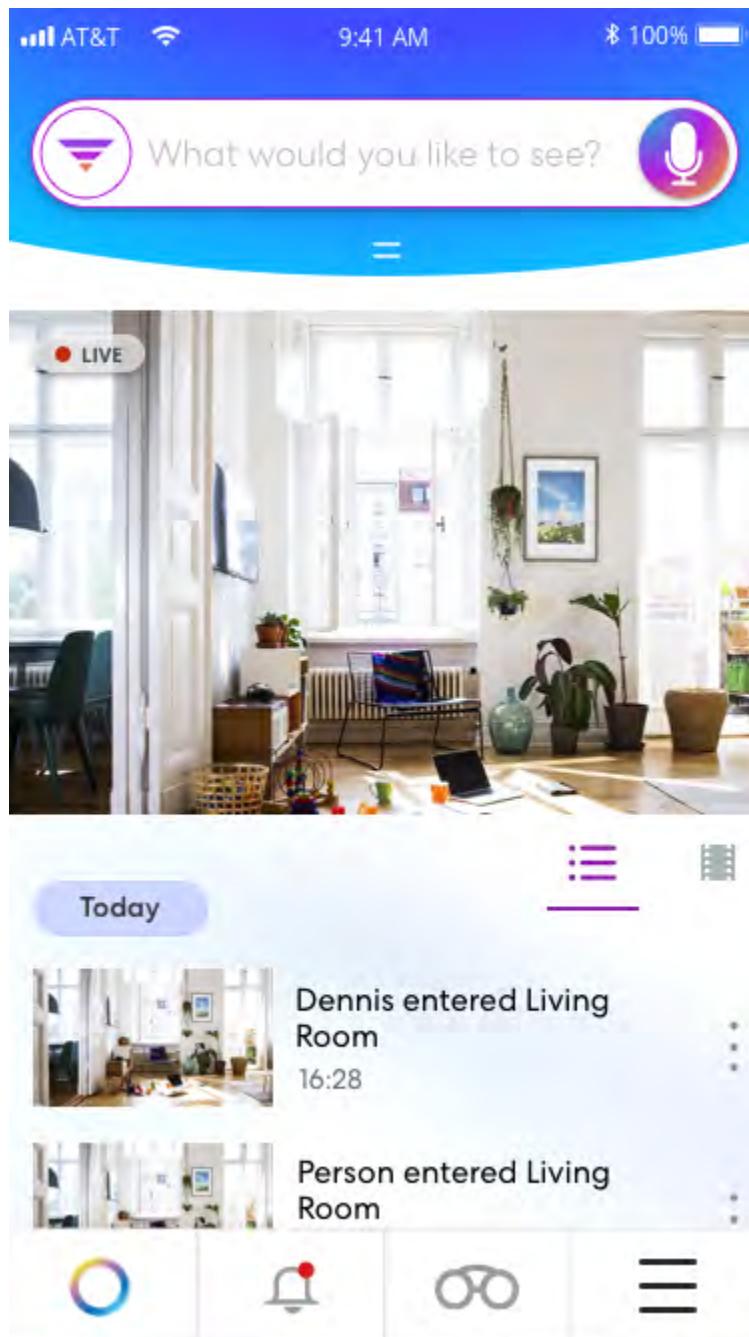 AT&T 9:41 AM 100%
What would you like to see?
LIVE
Today
Dennis entered Living
Room
16:28
Person entered Living
Room